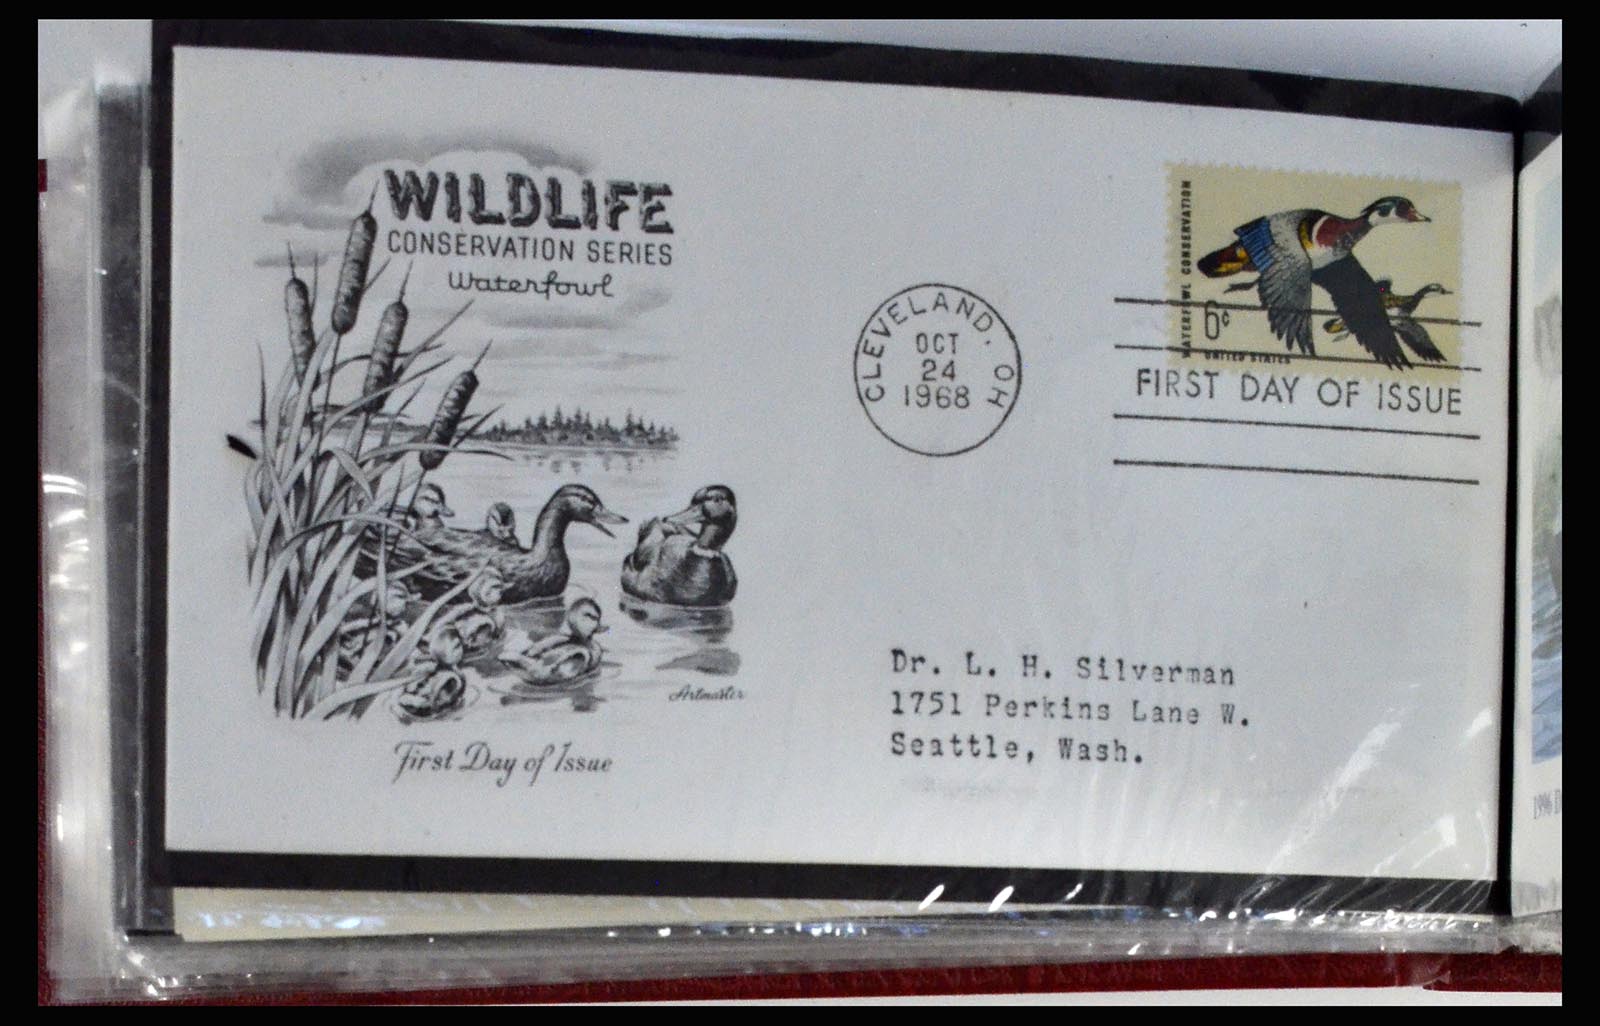 WILDLIFE
CONSERVATION SERIES
Waterfowl
WATERFOWL CONSERVATION
6c
UNITED STATES
CLEVELAND, OH
OCT
24
1968
FIRST DAY OF ISSUE
Artmaster
First Day of Issue
Dr. L. H. Silverman
1751 Perkins Lane W.
Seattle, Wash.
1996